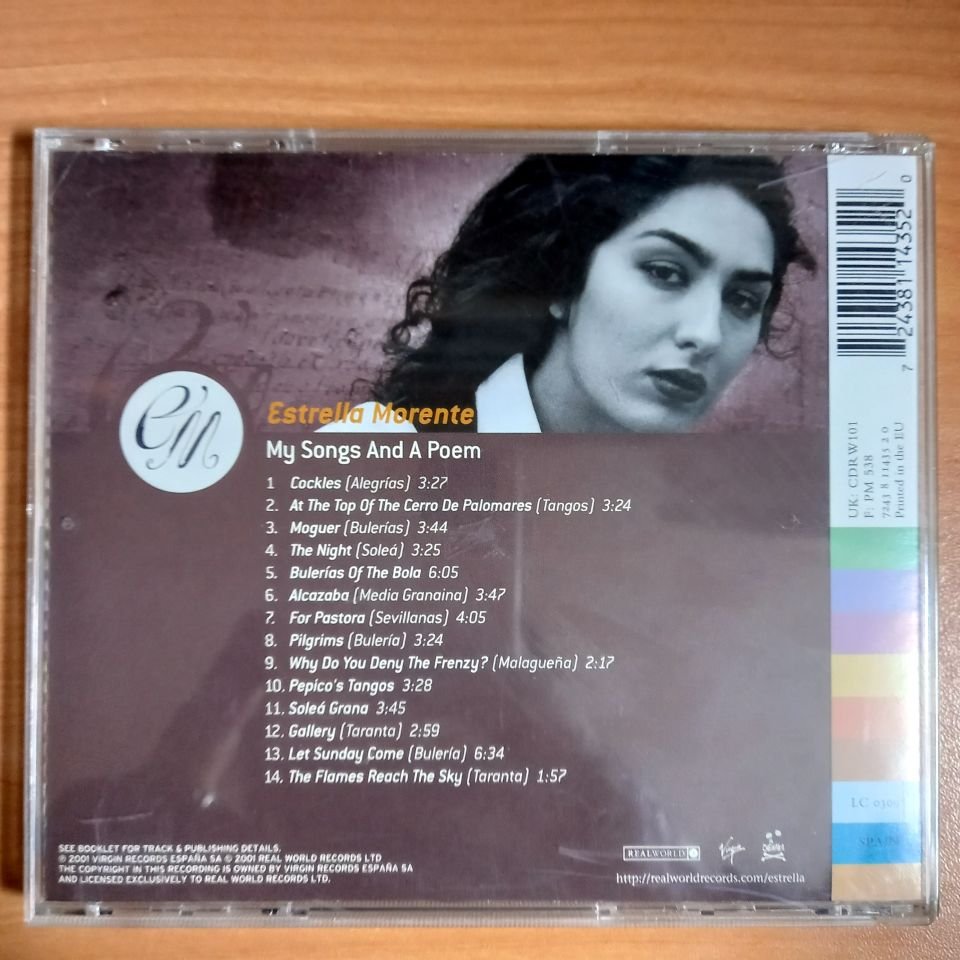 eM
Estrella Morente
My Songs And A Poem
1 Cockles (Alegrías) 3:27
2. At The Top Of The Cerro De Palomares (Tangos) 3:24
3. Moguer (Bulerías) 3:44
4. The Night (Soleá) 3:25
5. Bulerías Of The Bola 6:05
6. Alcazaba (Media Granaina) 3:47
7. For Pastora (Sevillanas) 4:05
8. Pilgrims (Bulería) 3:24
9. Why Do You Deny The Frenzy? (Malagueña) 2:17
10. Pepico's Tangos 3:28
11. Soleá Grana 3:45
12. Gallery (Taranta) 2:59
13. Let Sunday Come (Bulería) 6:34
14. The Flames Reach The Sky (Taranta) 1:57
SEE BOOKLET FOR TRACK & PUBLISHING DETAILS.
℗ 2001 VIRGIN RECORDS ESPAÑA SA © 2001 REAL WORLD RECORDS LTD
THE COPYRIGHT IN THIS RECORDING IS OWNED BY VIRGIN RECORDS ESPAÑA SA
AND LICENSED EXCLUSIVELY TO REAL WORLD RECORDS LTD.
REALWORLD
Virgin
http://realworldrecords.com/estrella
7 24381 14352 0
UK: CDRW101
F: PM 538
7243 8 11435 2 0
Printed in the EU
LC
SPAIN